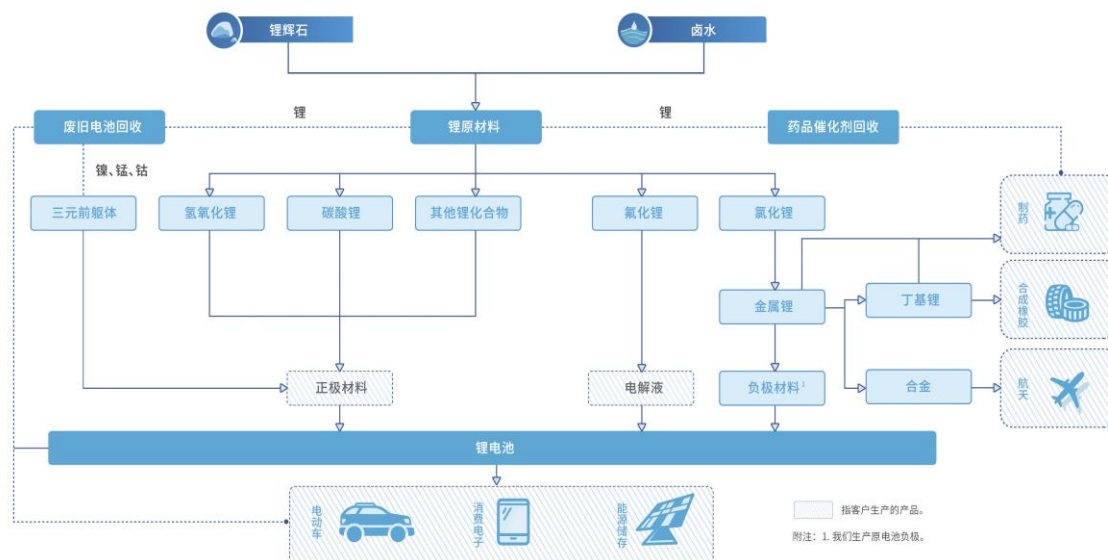 锂辉石
卤水
废旧电池回收
锂
锂原材料
锂
药品催化剂回收
镍、锰、钴
三元前躯体
氢氧化锂
碳酸锂
其他锂化合物
氟化锂
氯化锂
制药
金属锂
丁基锂
合成橡胶
正极材料
电解液
负极材料1
合金
航天
锂电池
电动车
消费电子
能源储存
指客户生产的产品。
附注：1. 我们生产原电池负极。